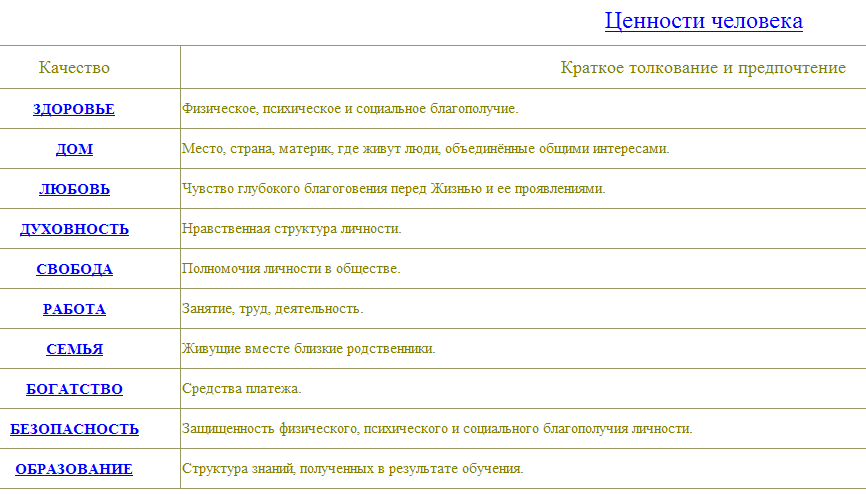 Ценности человека
Качество
Краткое толкование и предпочтение
ЗДОРОВЬЕ
Физическое, психическое и социальное благополучие.
ДОМ
Место, страна, материк, где живут люди, объединённые общими интересами.
ЛЮБОВЬ
Чувство глубокого благоговения перед Жизнью и ее проявлениями.
ДУХОВНОСТЬ
Нравственная структура личности.
СВОБОДА
Полномочия личности в обществе.
РАБОТА
Занятие, труд, деятельность.
СЕМЬЯ
Живущие вместе близкие родственники.
БОГАТСТВО
Средства платежа.
БЕЗОПАСНОСТЬ
Защищенность физического, психического и социального благополучия личности.
ОБРАЗОВАНИЕ
Структура знаний, полученных в результате обучения.